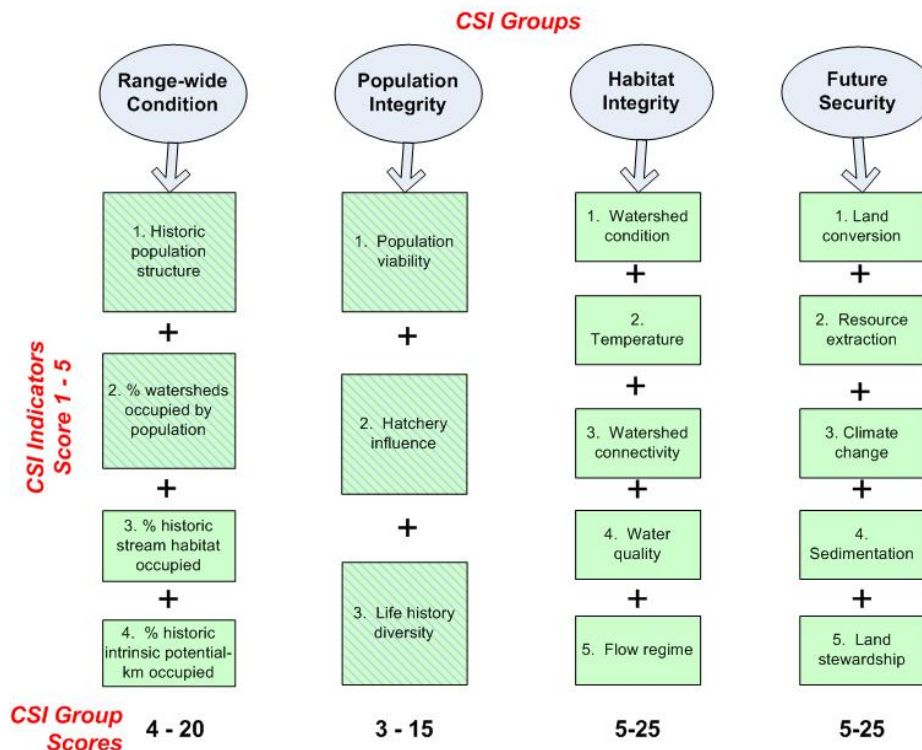 CSI Groups
Range-wide
Condition
Population
Integrity
Habitat
Integrity
Future
Security
CSI Indicators
Score 1 - 5
1. Historic
population
structure
+
2. % watersheds
occupied by
population
+
3. % historic
stream habitat
occupied
+
4. % historic
intrinsic potential-
km occupied
1. Population
viability
+
2. Hatchery
influence
+
3. Life history
diversity
1. Watershed
condition
+
2.
Temperature
+
3. Watershed
connectivity
+
4. Water
quality
+
5. Flow regime
1. Land
conversion
+
2. Resource
extraction
+
3. Climate
change
+
4.
Sedimentation
+
5. Land
stewardship
CSI Group
Scores
4 - 20
3 - 15
5-25
5-25